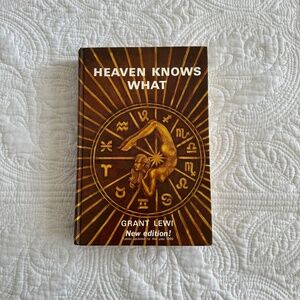 HEAVEN KNOWS
WHAT
GRANT LEWI
New edition!